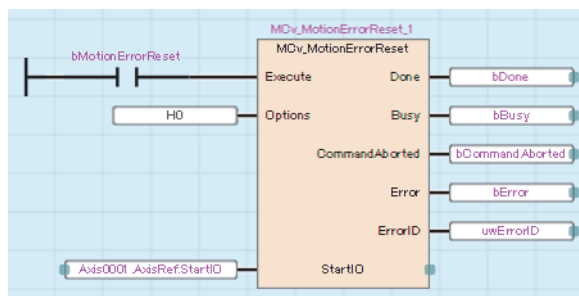 MCv_MotionErrorReset_1
bMotionErrorReset
MCv_MotionErrorReset
Execute Done bDone
H0 Options Busy bBusy
CommandAborted bCommandAborted
Error bError
ErrorID uwErrorID
Axis0001.AxisRef.StartIO StartIO